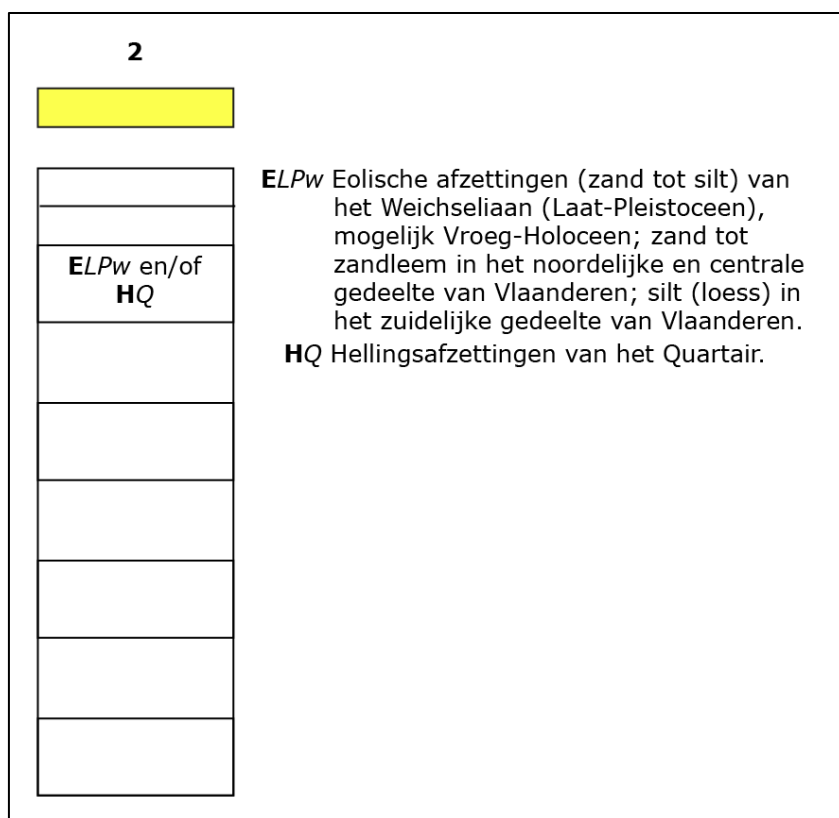 2
ELPw en/of
HQ
ELPw Eolische afzettingen (zand tot silt) van
het Weichseliaan (Laat-Pleistoceen),
mogelijk Vroeg-Holoceen; zand tot
zandleem in het noordelijke en centrale
gedeelte van Vlaanderen; silt (loess) in
het zuidelijke gedeelte van Vlaanderen.
HQ Hellingsafzettingen van het Quartair.